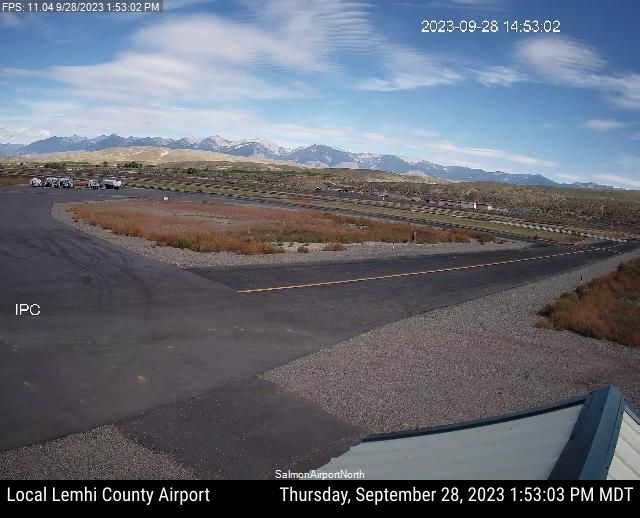 FPS: 11.04 9/28/2023 1:53:02 PM
2023-09-28 14:53:02
IPC
SalmonAirportNorth
Local Lemhi County Airport Thursday, September 28, 2023 1:53:03 PM MDT